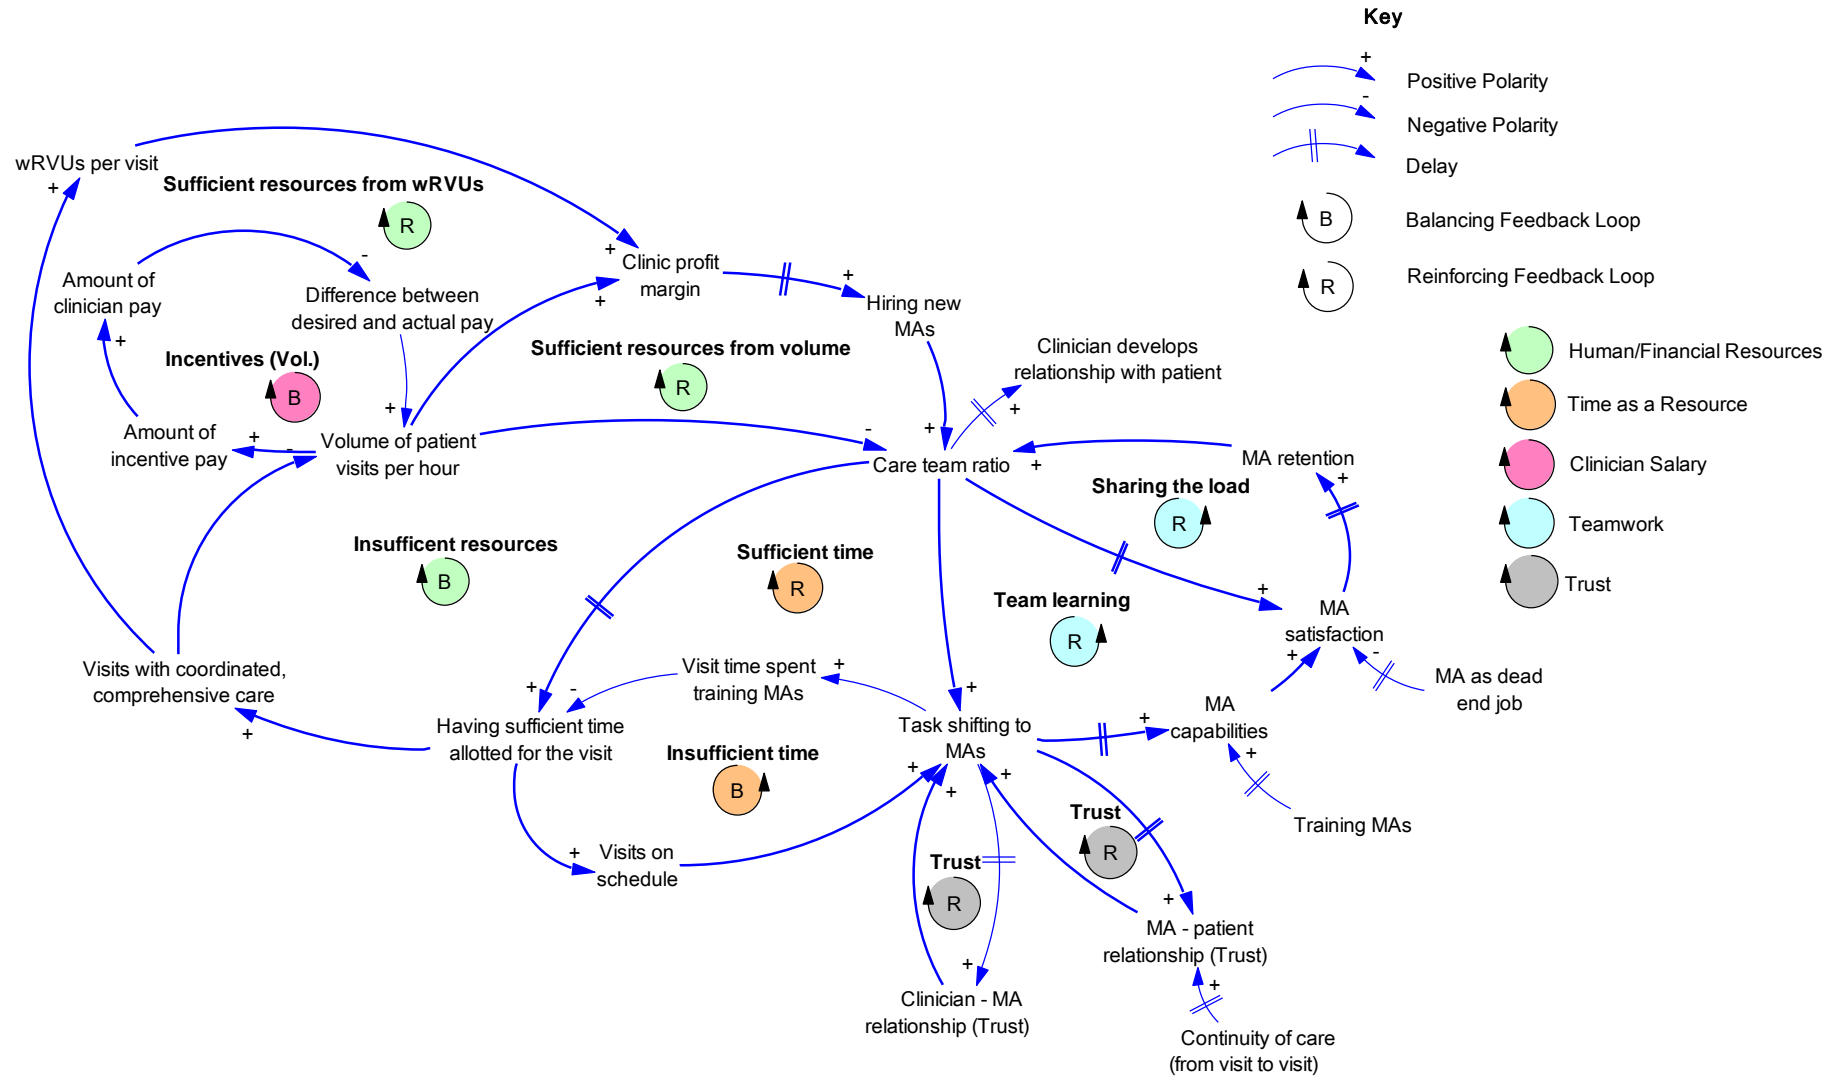 Key
+
Positive Polarity
-
Negative Polarity
Delay
B
Balancing Feedback Loop
R
Reinforcing Feedback Loop
Human/Financial Resources
Time as a Resource
Clinician Salary
Teamwork
Trust
wRVUs per visit
+
Sufficient resources from wRVUs
R
Amount of
clinician pay
+
-
Difference between
desired and actual pay
+
Clinic profit
margin
+
+
Hiring new
MAs
Incentives (Vol.)
B
Sufficient resources from volume
R
Clinician develops
relationship with patient
+
Amount of
incentive pay
+
-
+
Volume of patient
visits per hour
-
+
Care team ratio
+
MA retention
+
Sharing the load
R
Insufficent resources
B
Sufficient time
R
Team learning
R
+
MA
satisfaction
+
-
MA as dead
end job
Visits with coordinated,
comprehensive care
+
Visit time spent
training MAs
+
+
-
Having sufficient time
allotted for the visit
+
Task shifting to
MAs
+
MA
capabilities
+
Insufficient time
B
+
+
+
Training MAs
Trust
R
+
Visits on
schedule
Trust
R
+
MA - patient
relationship (Trust)
+
+
Clinician - MA
relationship (Trust)
Continuity of care
(from visit to visit)